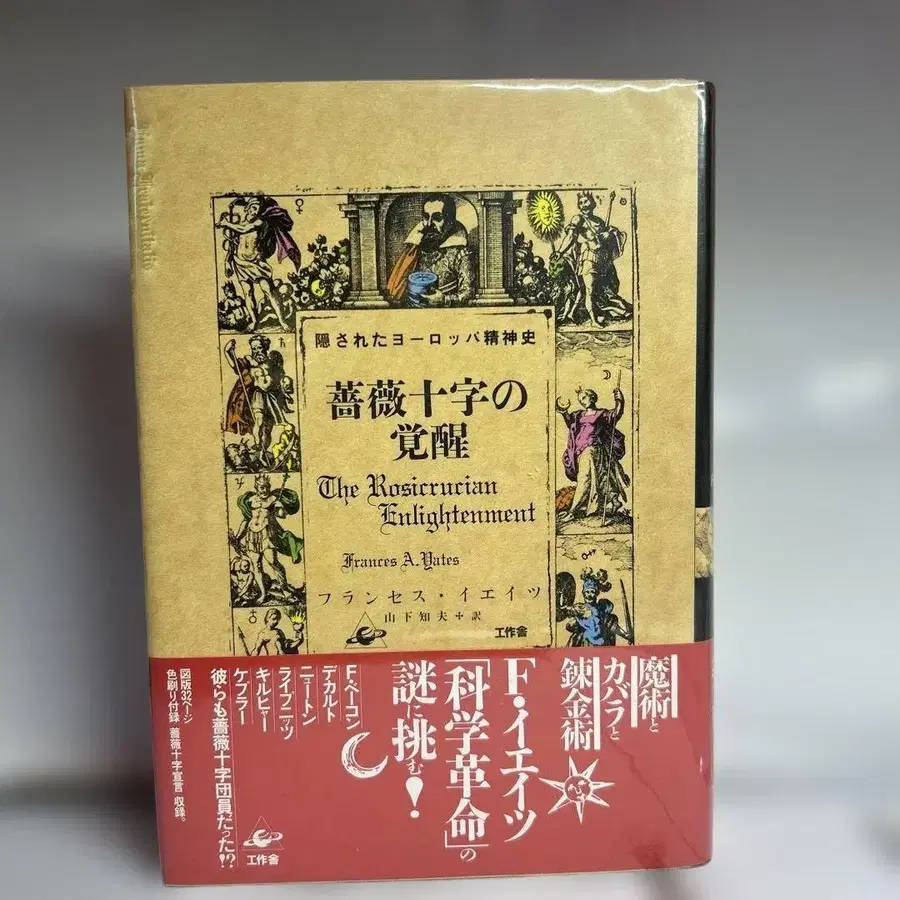 隠されたヨーロッパ精神史
薔薇十字の
覚醒
The Rosicrucian
Enlightenment
Frances A. Yates
フランセス・イエイツ
山下知夫+訳
工作舎
魔術と
カバラと
錬金術
F・イエイツ
「科学革命」の
謎に挑む!
F・ベーコン
デカルト
ニュートン
ライプニッツ
キルヒャー
ケプラー
彼らも薔薇十字団員だった!?
図版32ページ
色刷り付録「薔薇十字宣言」収録。
工作舎